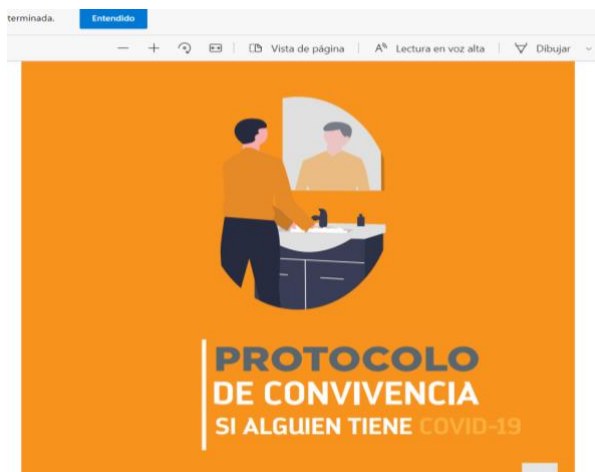 terminada. Entendido
Vista de página Lectura en voz alta Dibujar
PROTOCOLO
DE CONVIVENCIA
SI ALGUIEN TIENE COVID-19